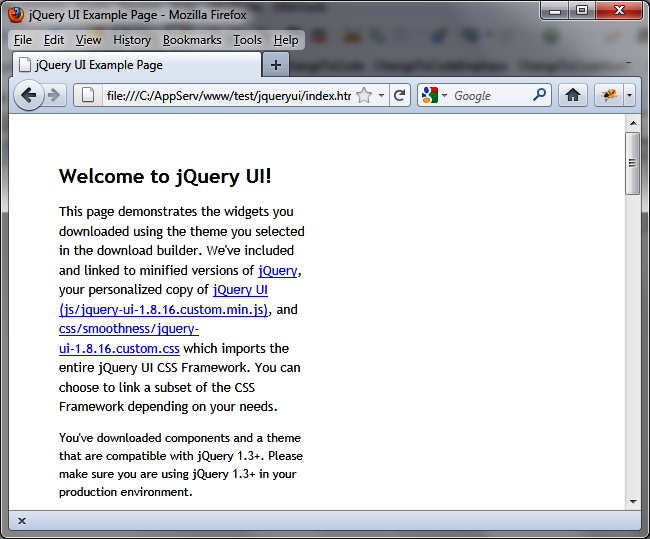 jQuery UI Example Page - Mozilla Firefox
File Edit View History Bookmarks Tools Help
jQuery UI Example Page
file:///C:/AppServ/www/test/jqueryui/index.htm
Google
Welcome to jQuery UI!
This page demonstrates the widgets you
downloaded using the theme you selected
in the download builder. We've included
and linked to minified versions of jQuery,
your personalized copy of jQuery UI
(js/jquery-ui-1.8.16.custom.min.js), and
css/smoothness/jquery-
ui-1.8.16.custom.css which imports the
entire jQuery UI CSS Framework. You can
choose to link a subset of the CSS
Framework depending on your needs.
You've downloaded components and a theme
that are compatible with jQuery 1.3+. Please
make sure you are using jQuery 1.3+ in your
production environment.